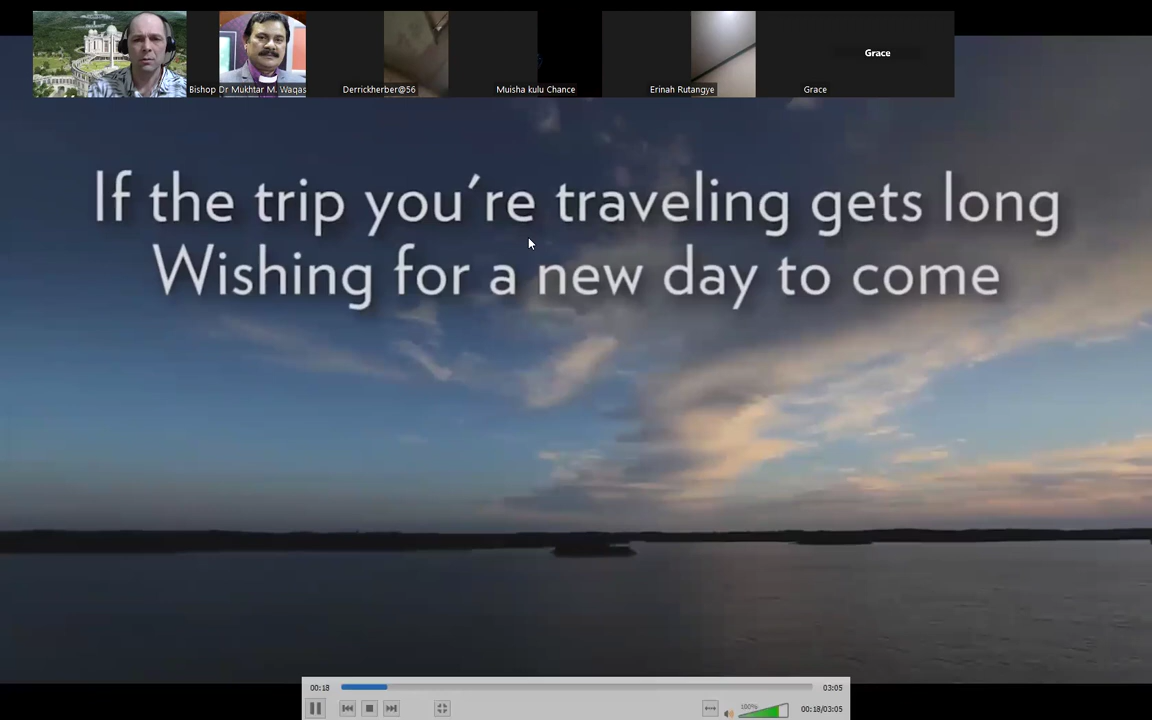 Grace
Bishop Dr Mukhtar M. Waqas
Derrickherber@56
Muisha kulu Chance
Erinah Rutangye
Grace
If the trip you're traveling gets long
Wishing for a new day to come
00:18
03:05
160%
00:18/03:05